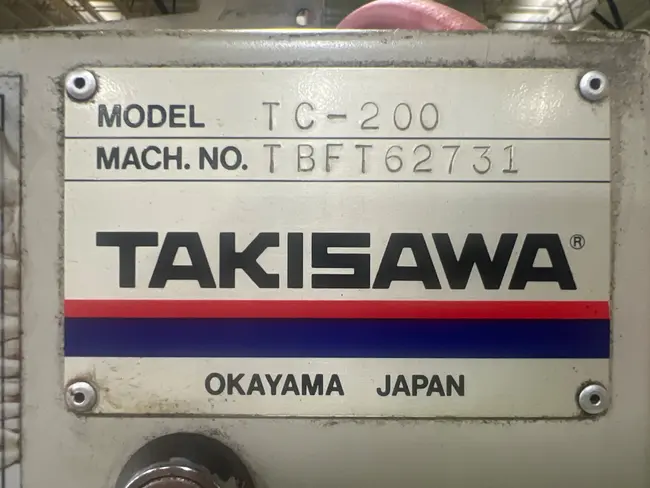 MODEL TC-200
MACH. NO. TBFT62731
TAKISAWA®
OKAYAMA JAPAN